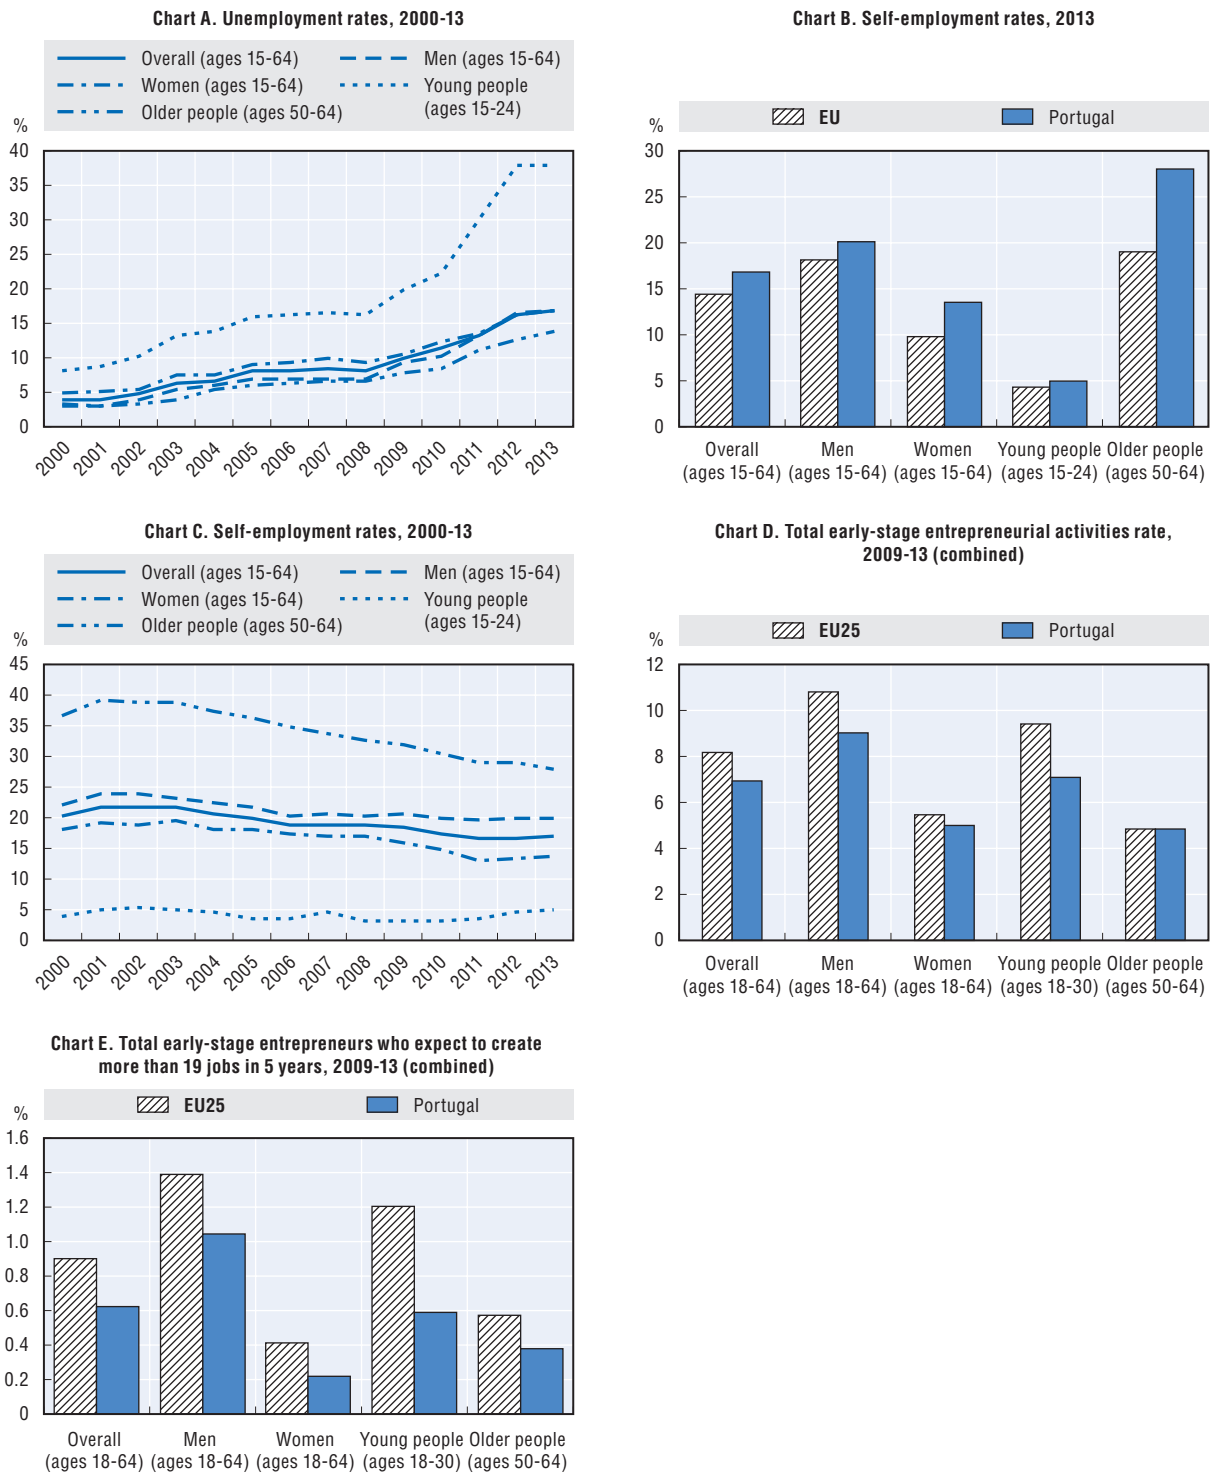 Chart A. Unemployment rates, 2000-13
Overall (ages 15-64)
Men (ages 15-64)
Women (ages 15-64)
Young people
(ages 15-24)
Older people (ages 50-64)
%
40
35
30
25
20
15
10
5
0
2000 2001 2002 2003 2004 2005 2006 2007 2008 2009 2010 2011 2012 2013
Chart B. Self-employment rates, 2013
EU
Portugal
%
30
25
20
15
10
5
0
Overall Men Women Young people Older people
(ages 15-64) (ages 15-64) (ages 15-64) (ages 15-24) (ages 50-64)
Chart C. Self-employment rates, 2000-13
Overall (ages 15-64)
Men (ages 15-64)
Women (ages 15-64)
Young people
(ages 15-24)
Older people (ages 50-64)
%
45
40
35
30
25
20
15
10
5
0
2000 2001 2002 2003 2004 2005 2006 2007 2008 2009 2010 2011 2012 2013
Chart D. Total early-stage entrepreneurial activities rate,
2009-13 (combined)
EU25
Portugal
%
12
10
8
6
4
2
0
Overall Men Women Young people Older people
(ages 18-64) (ages 18-64) (ages 18-64) (ages 18-30) (ages 50-64)
Chart E. Total early-stage entrepreneurs who expect to create
more than 19 jobs in 5 years, 2009-13 (combined)
EU25
Portugal
%
1.6
1.4
1.2
1.0
0.8
0.6
0.4
0.2
0
Overall Men Women Young people Older people
(ages 18-64) (ages 18-64) (ages 18-64) (ages 18-30) (ages 50-64)